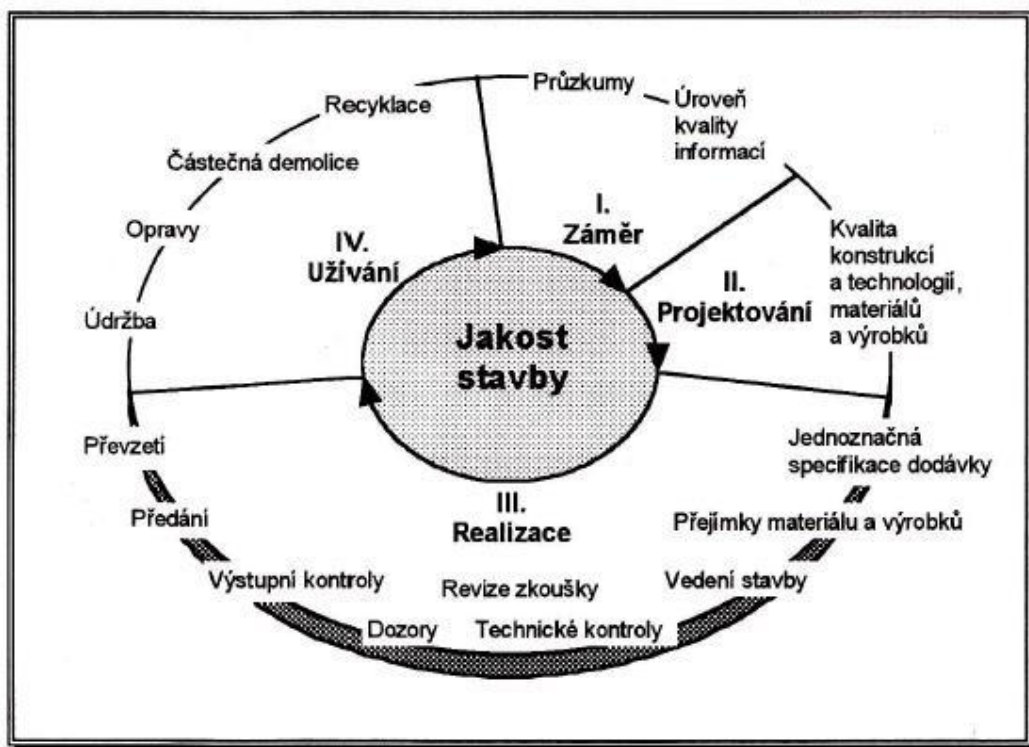 Průzkumy
Úroveň
kvality
informací
Recyklace
Částečná demolice
Opravy
Údržba
I.
Záměr
IV.
Užívání
II.
Projektování
Kvalita
konstrukcí
a technologií,
materiálů
a výrobků
Jakost
stavby
Převzetí
Předání
Výstupní kontroly
Dozory
III.
Realizace
Revize zkoušky
Technické kontroly
Jednoznačná
specifikace dodávky
Přejímky materiálu a výrobků
Vedení stavby